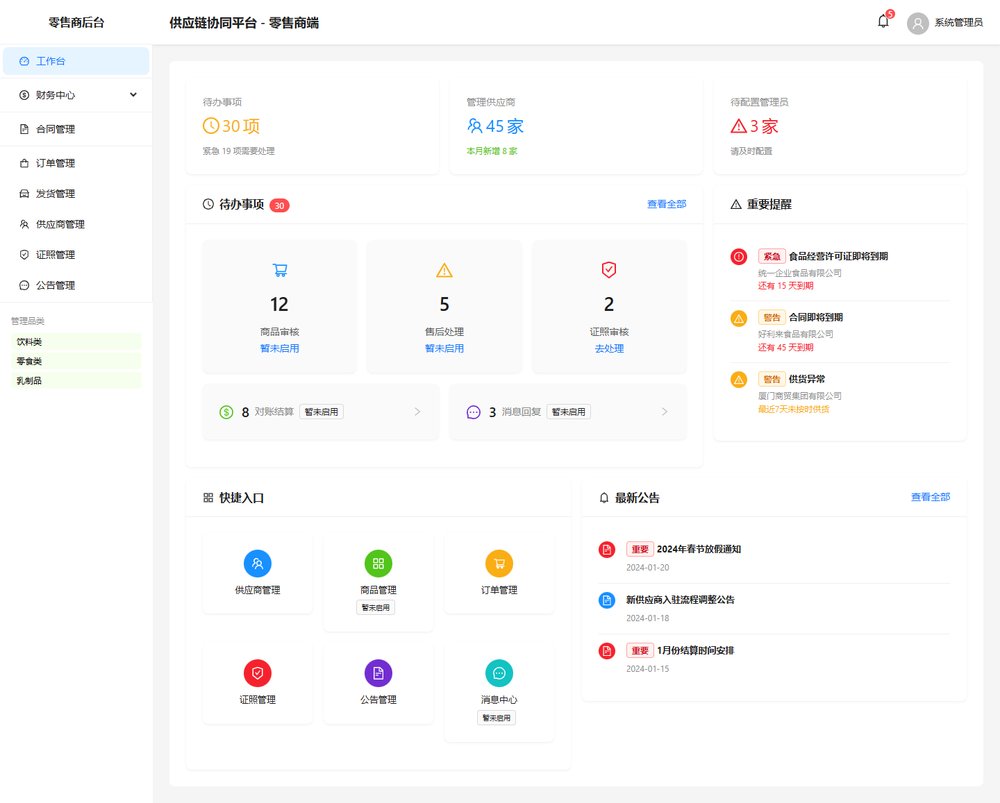 零售商后台
供应链协同平台 - 零售商端
5
系统管理员
工作台
财务中心
合同管理
订单管理
发货管理
供应商管理
证照管理
公告管理
管理品类
饮料类
零食类
乳制品
待办事项
30 项
紧急 19 项需要处理
管理供应商
45 家
本月新增 8 家
待配置管理员
3 家
请及时配置
待办事项 30
查看全部
12
商品审核
暂未启用
5
售后处理
暂未启用
2
证照审核
去处理
8 对账结算 暂未启用
3 消息回复 暂未启用
重要提醒
紧急 食品经营许可证即将到期
统一企业食品有限公司
还有 15 天到期
警告 合同即将到期
好利来食品有限公司
还有 45 天到期
警告 供货异常
厦门商贸集团有限公司
最近7天未按时供货
快捷入口
供应商管理
商品管理
暂未启用
订单管理
证照管理
公告管理
消息中心
暂未启用
最新公告
查看全部
重要 2024年春节放假通知
2024-01-20
新供应商入驻流程调整公告
2024-01-18
重要 1月份结算时间安排
2024-01-15